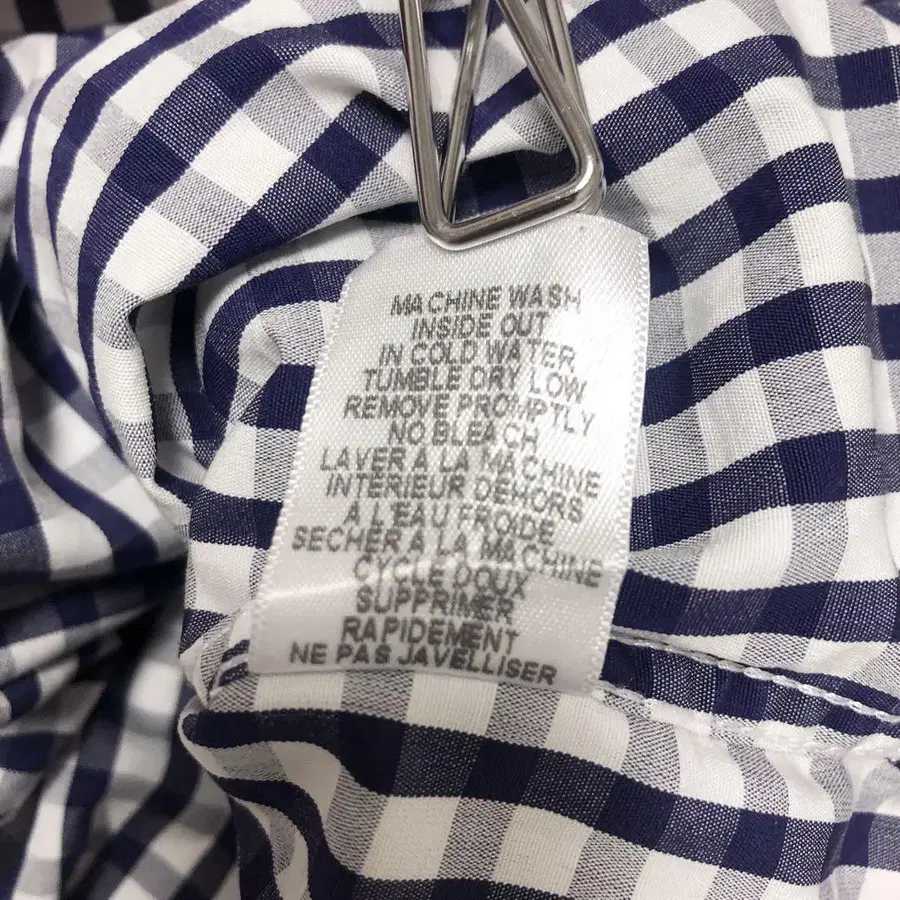 MACHINE WASH
INSIDE OUT
IN COLD WATER
TUMBLE DRY LOW
REMOVE PROMPTLY
NO BLEACH
LAVER A LA MACHINE
INTERIEUR DEHORS
A L'EAU FROIDE
SECHER A LA MACHINE
CYCLE DOUX
SUPPRIMER
RAPIDEMENT
NE PAS JAVELLISER